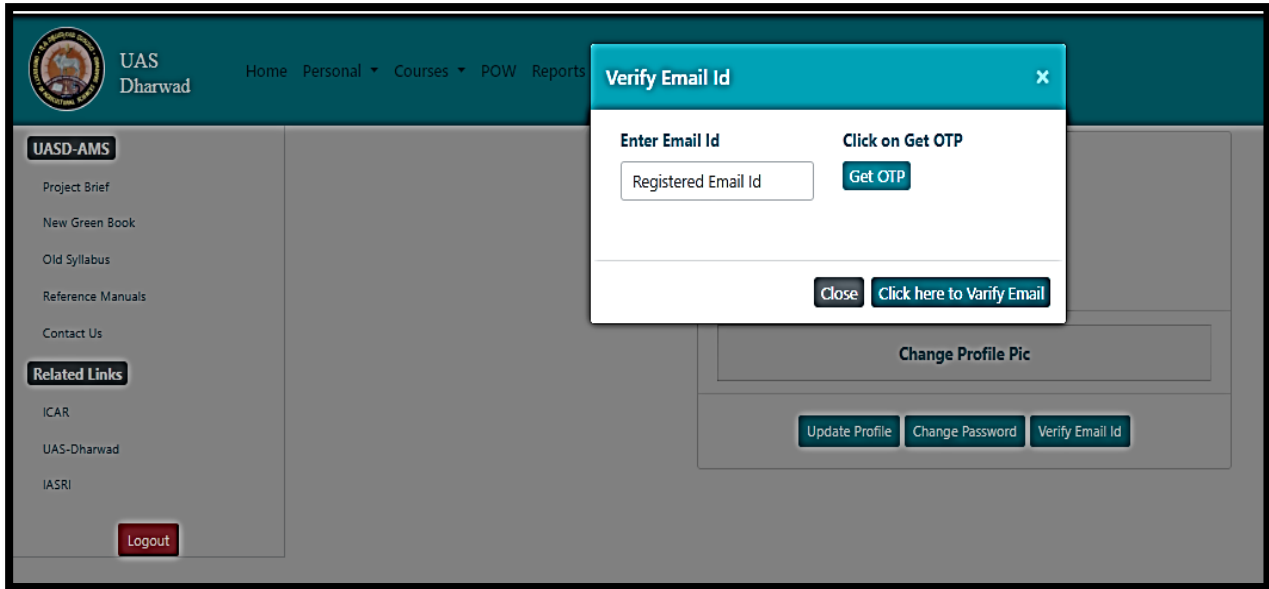 UAS
Dharwad
Home Personal Courses POW Reports
Verify Email Id ×
Enter Email Id
Click on Get OTP
Registered Email Id
Get OTP
Close Click here to Varify Email
UASD-AMS
Project Brief
New Green Book
Old Syllabus
Reference Manuals
Contact Us
Related Links
ICAR
UAS-Dharwad
IASRI
Logout
Change Profile Pic
Update Profile Change Password Verify Email Id